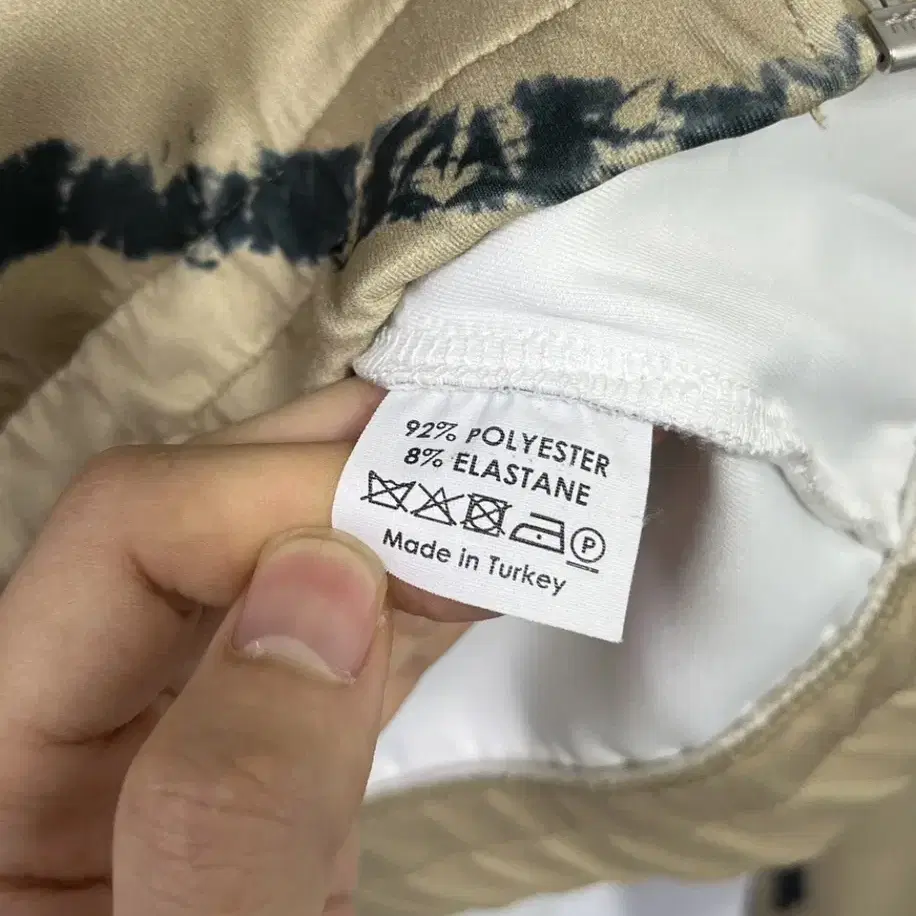 92% POLYESTER
8% ELASTANE
P
Made in Turkey